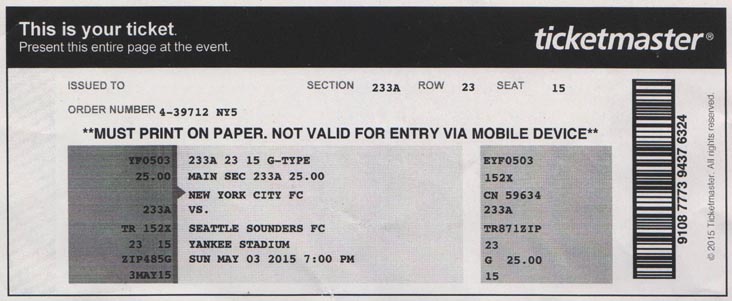 This is your ticket.
Present this entire page at the event.
ticketmaster®
ISSUED TO SECTION 233A ROW 23 SEAT 15
ORDER NUMBER 4-39712 NY5
**MUST PRINT ON PAPER. NOT VALID FOR ENTRY VIA MOBILE DEVICE**
YF0503 233A 23 15 G-TYPE EYF0503
25.00 MAIN SEC 233A 25.00 152X
NEW YORK CITY FC CN 59634
233A VS. 233A
TR 152X SEATTLE SOUNDERS FC TR871ZIP
23 15 YANKEE STADIUM 23
ZIP485G SUN MAY 03 2015 7:00 PM G 25.00
3MAY15 15
9108 7773 9437 6324
© 2015 Ticketmaster. All rights reserved.